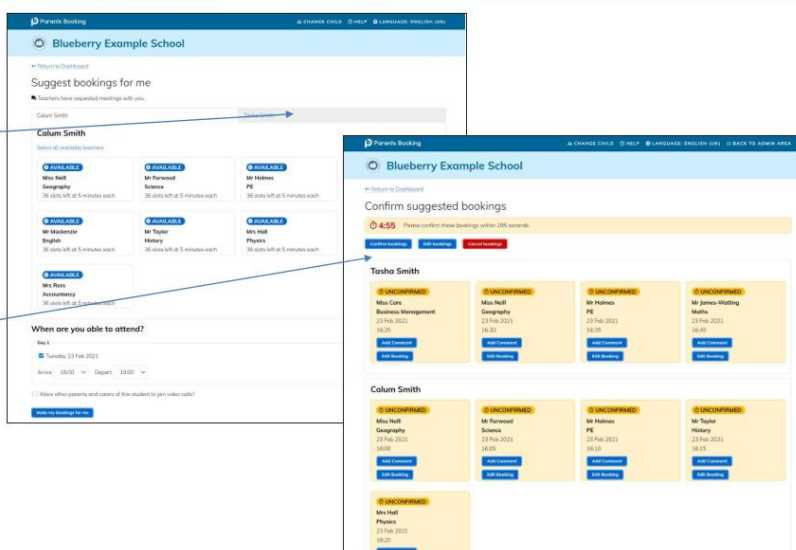 Parents Booking
CHANGE CHILD HELP LANGUAGE: ENGLISH (UK)
Blueberry Example School
Return to Dashboard
Suggest bookings for me
Teachers have requested meetings with you.
Calum Smith Tasha Smith
Calum Smith
Select all available teachers
AVAILABLE
Miss Neill
Geography
36 slots left at 5 minutes each
AVAILABLE
Mr Forwood
Science
36 slots left at 5 minutes each
AVAILABLE
Mr Holmes
PE
36 slots left at 5 minutes each
AVAILABLE
Mr Mackenzie
English
36 slots left at 5 minutes each
AVAILABLE
Mr Taylor
History
36 slots left at 5 minutes each
AVAILABLE
Mrs Hall
Physics
36 slots left at 5 minutes each
AVAILABLE
Mrs Ross
Accountancy
36 slots left at 5 minutes each
When are you able to attend?
Day 1
Tuesday 23 Feb 2021
Arrive 16:00 Depart 19:00
Allow other parents and carers of this student to join video calls?
Make my bookings for me
Parents Booking
CHANGE CHILD HELP LANGUAGE: ENGLISH (UK) BACK TO ADMIN AREA
Blueberry Example School
Return to Dashboard
Confirm suggested bookings
4:55 Please confirm these bookings within 295 seconds
Confirm bookings Edit bookings Cancel bookings
Tasha Smith
UNCONFIRMED
Miss Care
Business Management
23 Feb 2021
16:25
Add Comment
Edit Booking
UNCONFIRMED
Miss Neill
Geography
23 Feb 2021
16:30
Add Comment
Edit Booking
UNCONFIRMED
Mr Holmes
PE
23 Feb 2021
16:35
Add Comment
Edit Booking
UNCONFIRMED
Mr James-Watling
Maths
23 Feb 2021
16:40
Add Comment
Edit Booking
Calum Smith
UNCONFIRMED
Miss Neill
Geography
23 Feb 2021
16:00
Add Comment
Edit Booking
UNCONFIRMED
Mr Forwood
Science
23 Feb 2021
16:05
Add Comment
Edit Booking
UNCONFIRMED
Mr Holmes
PE
23 Feb 2021
16:10
Add Comment
Edit Booking
UNCONFIRMED
Mr Taylor
History
23 Feb 2021
16:15
Add Comment
Edit Booking
UNCONFIRMED
Mrs Hall
Physics
23 Feb 2021
16:20